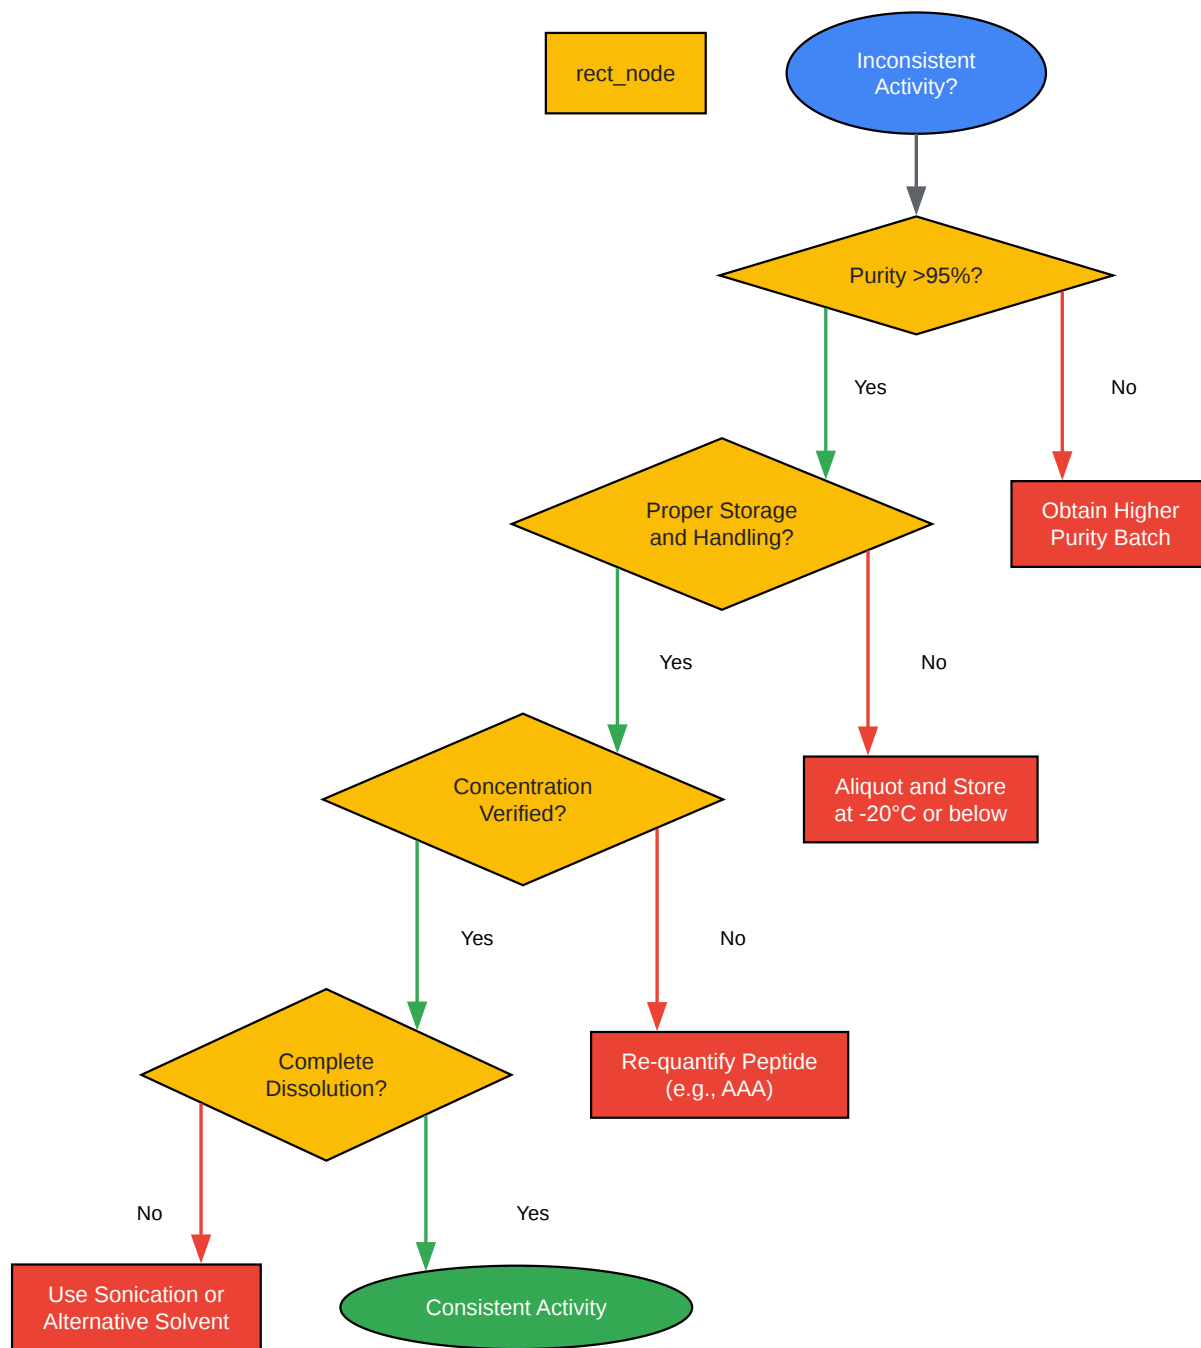 rect_node
Inconsistent
Activity?
Purity >95%?
Yes
No
Proper Storage
and Handling?
Obtain Higher
Purity Batch
Yes
No
Concentration
Verified?
Aliquot and Store
at -20°C or below
Yes
No
Complete
Dissolution?
Re-quantify Peptide
(e.g., AAA)
No
Yes
Use Sonication or
Alternative Solvent
Consistent Activity